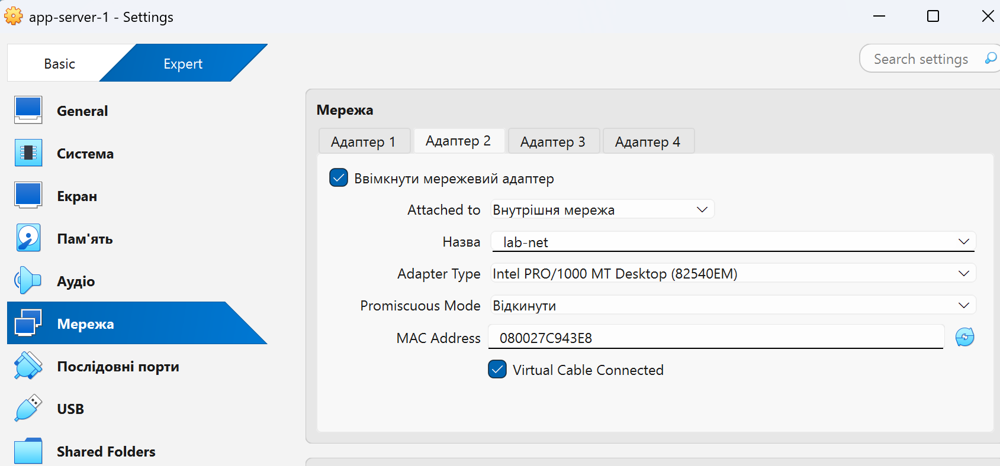 app-server-1 - Settings
Basic
Expert
Search settings
General
Система
Екран
Пам'ять
Аудіо
Мережа
Послідовні порти
USB
Shared Folders
Мережа
Адаптер 1
Адаптер 2
Адаптер 3
Адаптер 4
Ввімкнути мережевий адаптер
Attached to Внутрішня мережа
Назва lab-net
Adapter Type Intel PRO/1000 MT Desktop (82540EM)
Promiscuous Mode Відкинути
MAC Address 080027C943E8
Virtual Cable Connected